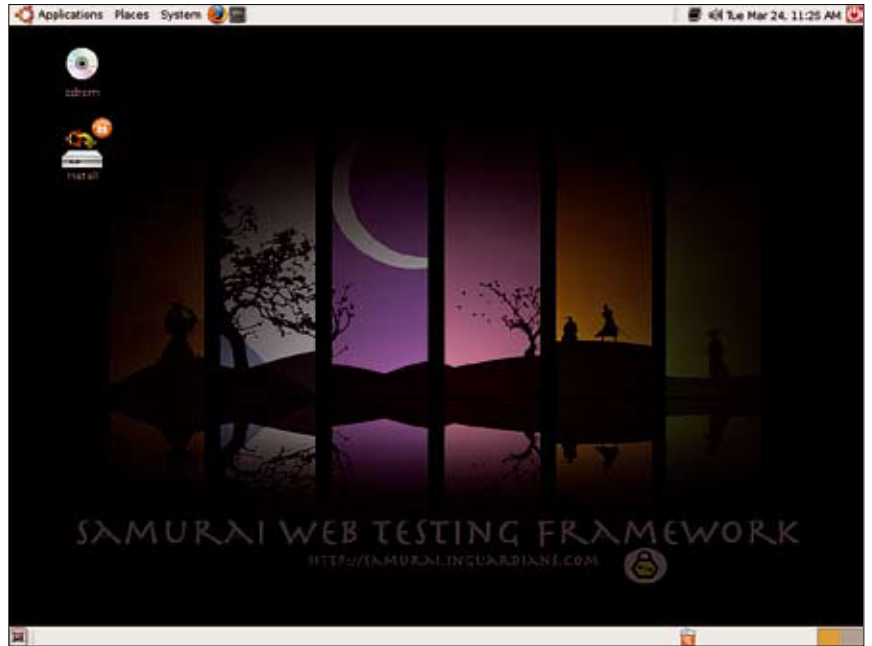 Applications Places System Tue Mar 24, 11:25 AM
cdrom
Install
SAMURAI WEB TESTING FRAMEWORK
HTTP://SAMURAI.INGUARDIANS.COM